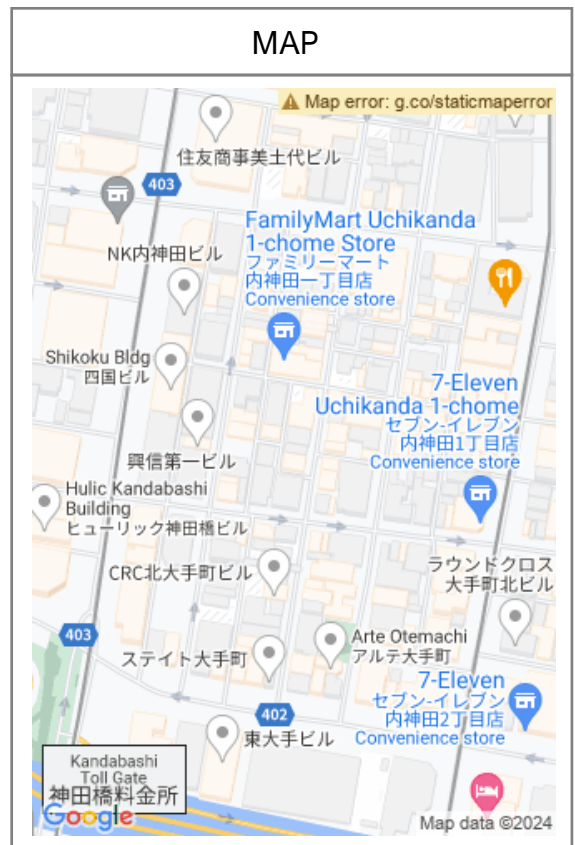 MAP
Map error: g.co/staticmaperror
住友商事美土代ビル
403
FamilyMart Uchikanda
1-chome Store
ファミリーマート
内神田一丁目店
Convenience store
NK内神田ビル
Shikoku Bldg
四国ビル
7-Eleven
Uchikanda 1-chome
セブン-イレブン
内神田1丁目店
Convenience store
興信第一ビル
Hulic Kandabashi
Building
ヒューリック神田橋ビル
CRC北大手町ビル
ラウンドクロス
大手町北ビル
403
Arte Otemachi
アルテ大手町
ステイト大手町
7-Eleven
セブン-イレブン
内神田2丁目店
Convenience store
402
東大手ビル
Kandabashi
Toll Gate
神田橋料金所
Google
Map data ©2024